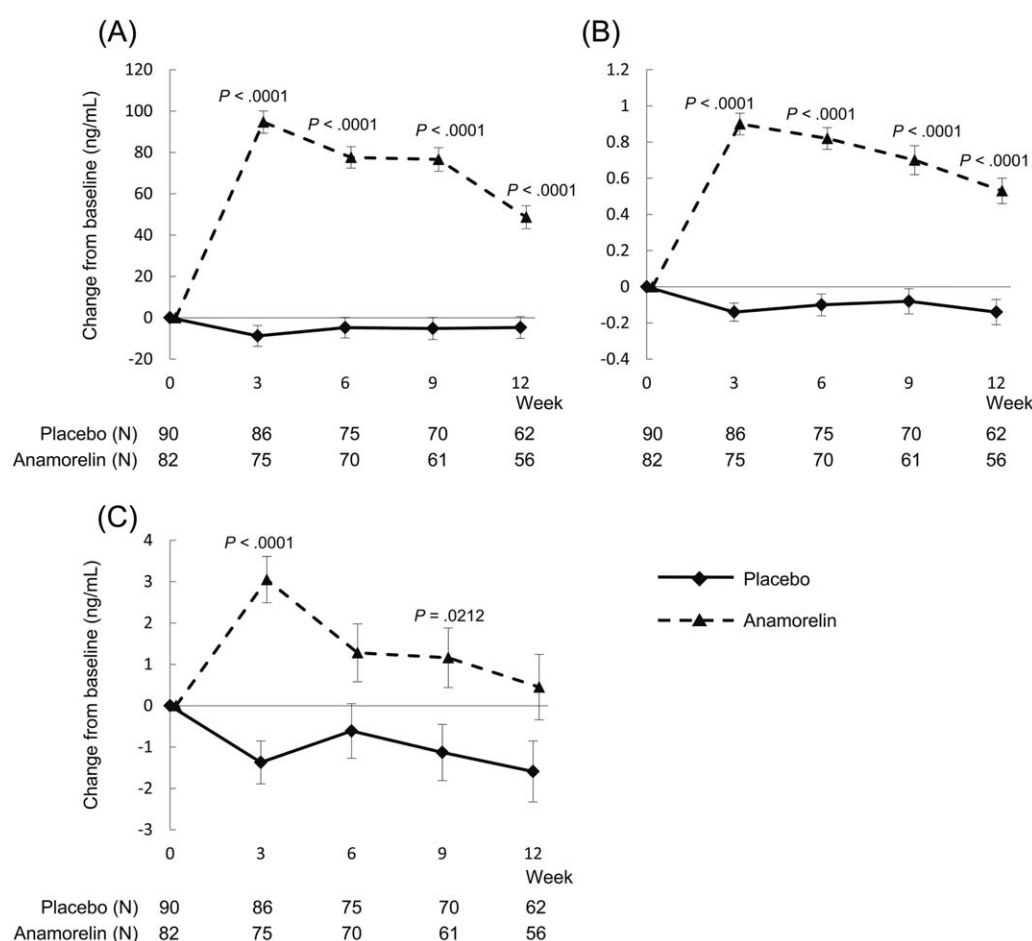 (A)
Change from baseline (ng/mL)
120
100
80
60
40
20
0
-20
P < .0001
P < .0001
P < .0001
P < .0001
0 3 6 9 12
Week
Placebo (N) 90 86 75 70 62
Anamorelin (N) 82 75 70 61 56
(B)
1.2
1
0.8
0.6
0.4
0.2
0
-0.2
-0.4
P < .0001
P < .0001
P < .0001
P < .0001
0 3 6 9 12
Week
90 86 75 70 62
82 75 70 61 56
(C)
Change from baseline (ng/mL)
4
3
2
1
0
-1
-2
-3
P < .0001
P = .0212
0 3 6 9 12
Week
Placebo (N) 90 86 75 70 62
Anamorelin (N) 82 75 70 61 56
Placebo
Anamorelin